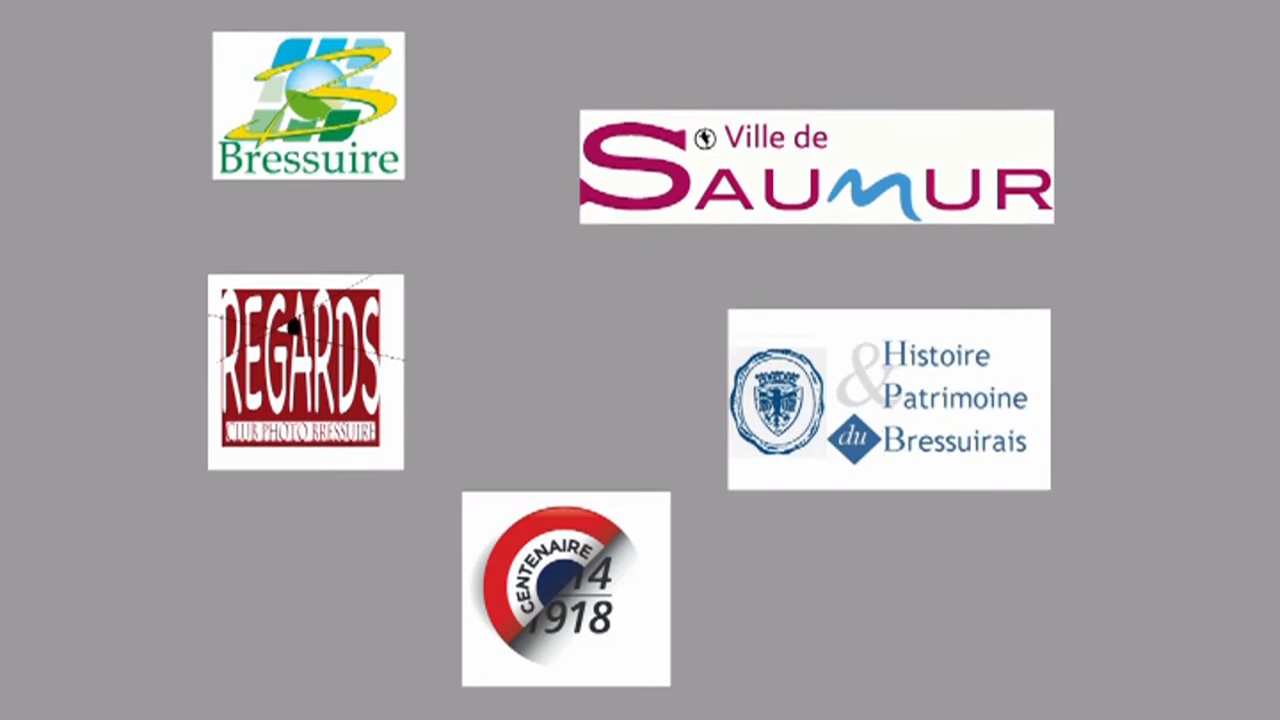 Bressuire
Ville de
SAUMUR
REGARDS
CLUB PHOTO BRESSUIRE
&
Histoire
Patrimoine
du Bressuirais
CENTENAIRE
14
1918